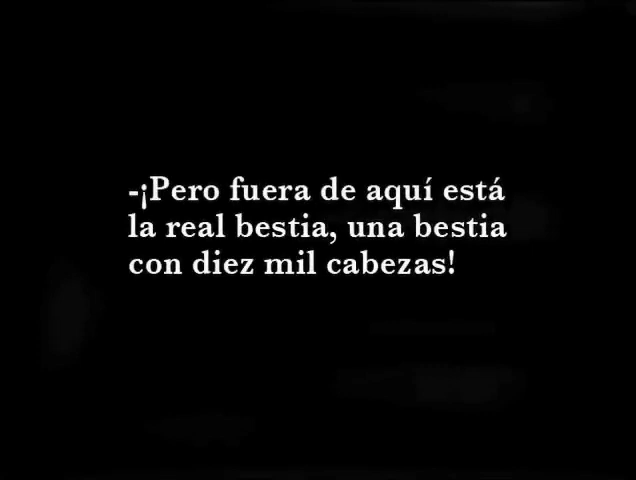 -¡Pero fuera de aquí está
la real bestia, una bestia
con diez mil cabezas!